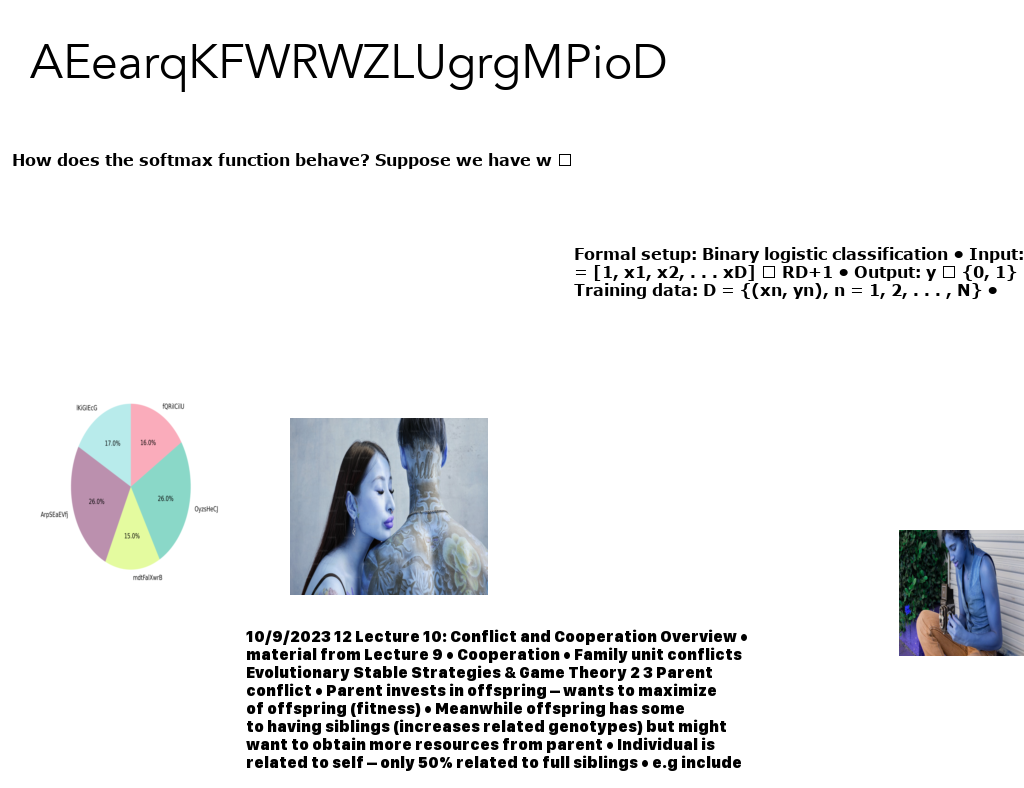 AEearqKFWRWZLUgrgMPioD
How does the softmax function behave? Suppose we have w □
Formal setup: Binary logistic classification • Input:
= [1, x1, x2, . . . xD] □ RD+1 • Output: y □ {0, 1}
Training data: D = {(xn, yn), n = 1, 2, . . . , N} •
fQRiICiIU
16.0%
17.0%
26.0%
26.0%
OyzsHeCJ
ArpSEaEVfj
15.0%
mdtFalXwrB
10/9/2023 12 Lecture 10: Conflict and Cooperation Overview •
material from Lecture 9 • Cooperation • Family unit conflicts
Evolutionary Stable Strategies & Game Theory 2 3 Parent
conflict • Parent invests in offspring – wants to maximize
of offspring (fitness) • Meanwhile offspring has some
to having siblings (increases related genotypes) but might
want to obtain more resources from parent • Individual is
related to self – only 50% related to full siblings • e.g include